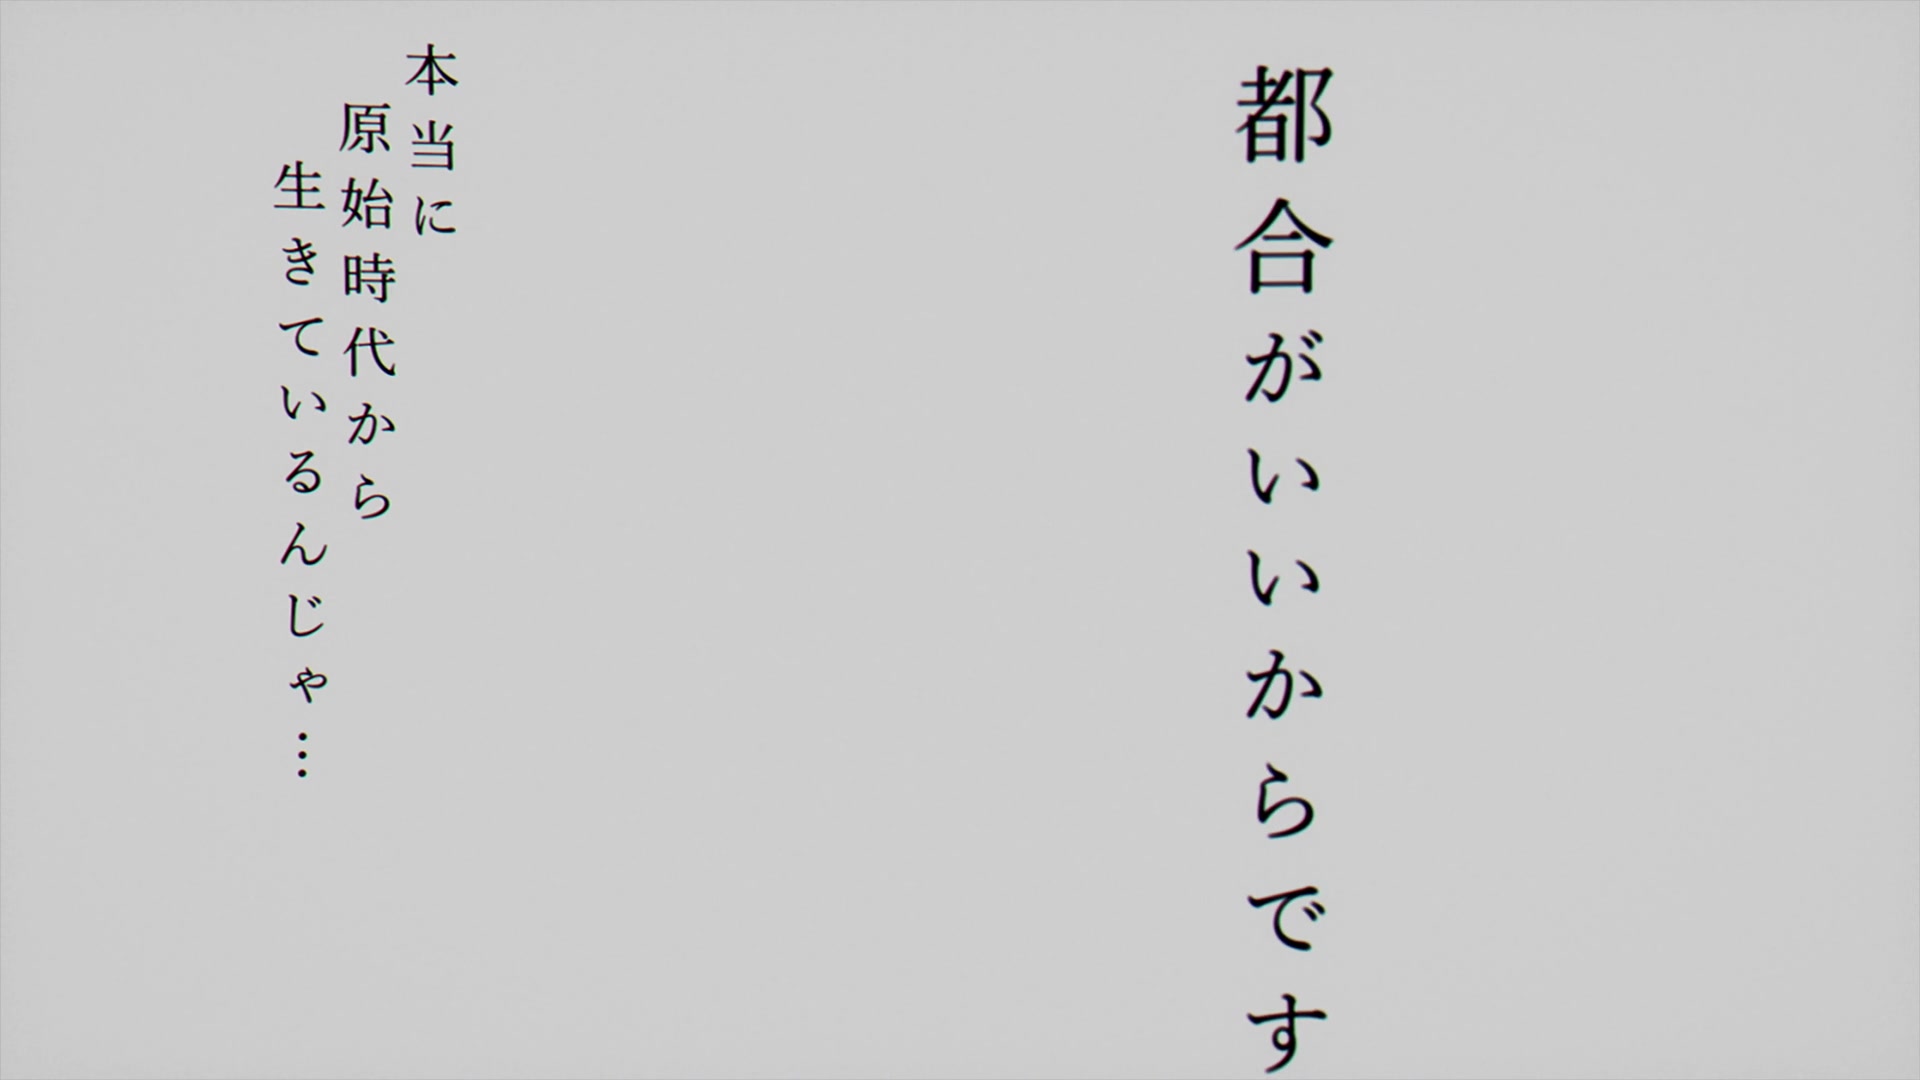 都合がいいからです
本当に
原始時代から
生きているんじゃ…